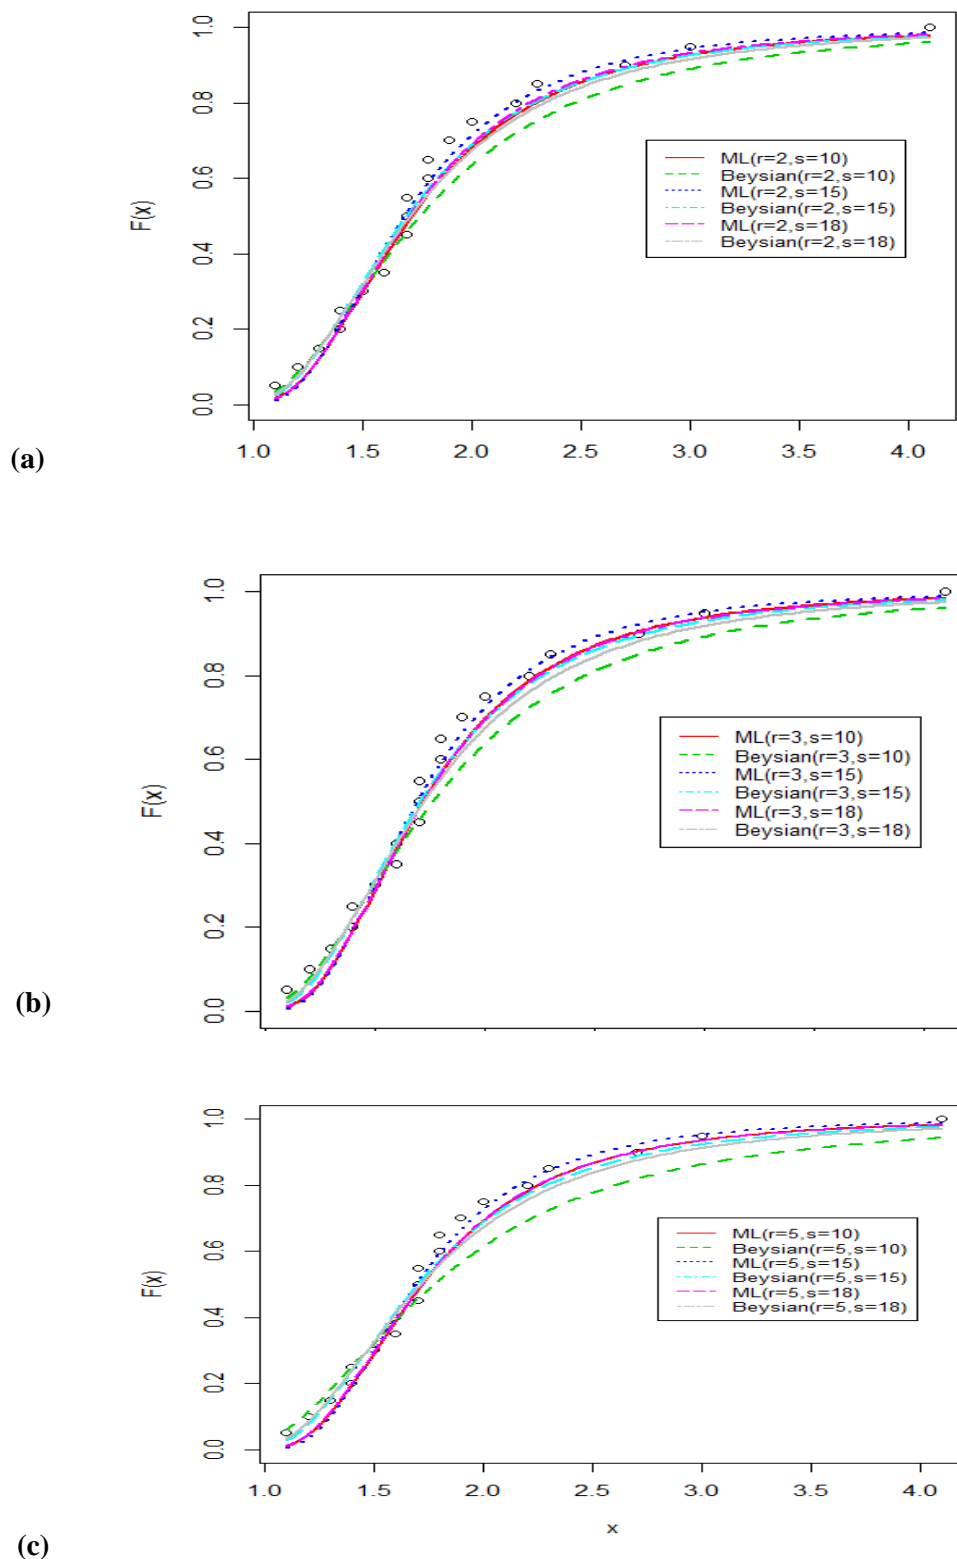 1.0
0.8
0.6
0.4
0.2
0.0
F(x)
ML(r=2,s=10)
Beysian(r=2,s=10)
ML(r=2,s=15)
Beysian(r=2,s=15)
ML(r=2,s=18)
Beysian(r=2,s=18)
1.0 1.5 2.0 2.5 3.0 3.5 4.0
(a)
1.0
0.8
0.6
0.4
0.2
0.0
F(x)
ML(r=3,s=10)
Beysian(r=3,s=10)
ML(r=3,s=15)
Beysian(r=3,s=15)
ML(r=3,s=18)
Beysian(r=3,s=18)
(b)
1.0
0.8
0.6
0.4
0.2
0.0
F(x)
ML(r=5,s=10)
Beysian(r=5,s=10)
ML(r=5,s=15)
Beysian(r=5,s=15)
ML(r=5,s=18)
Beysian(r=5,s=18)
1.0 1.5 2.0 2.5 3.0 3.5 4.0
x
(c)